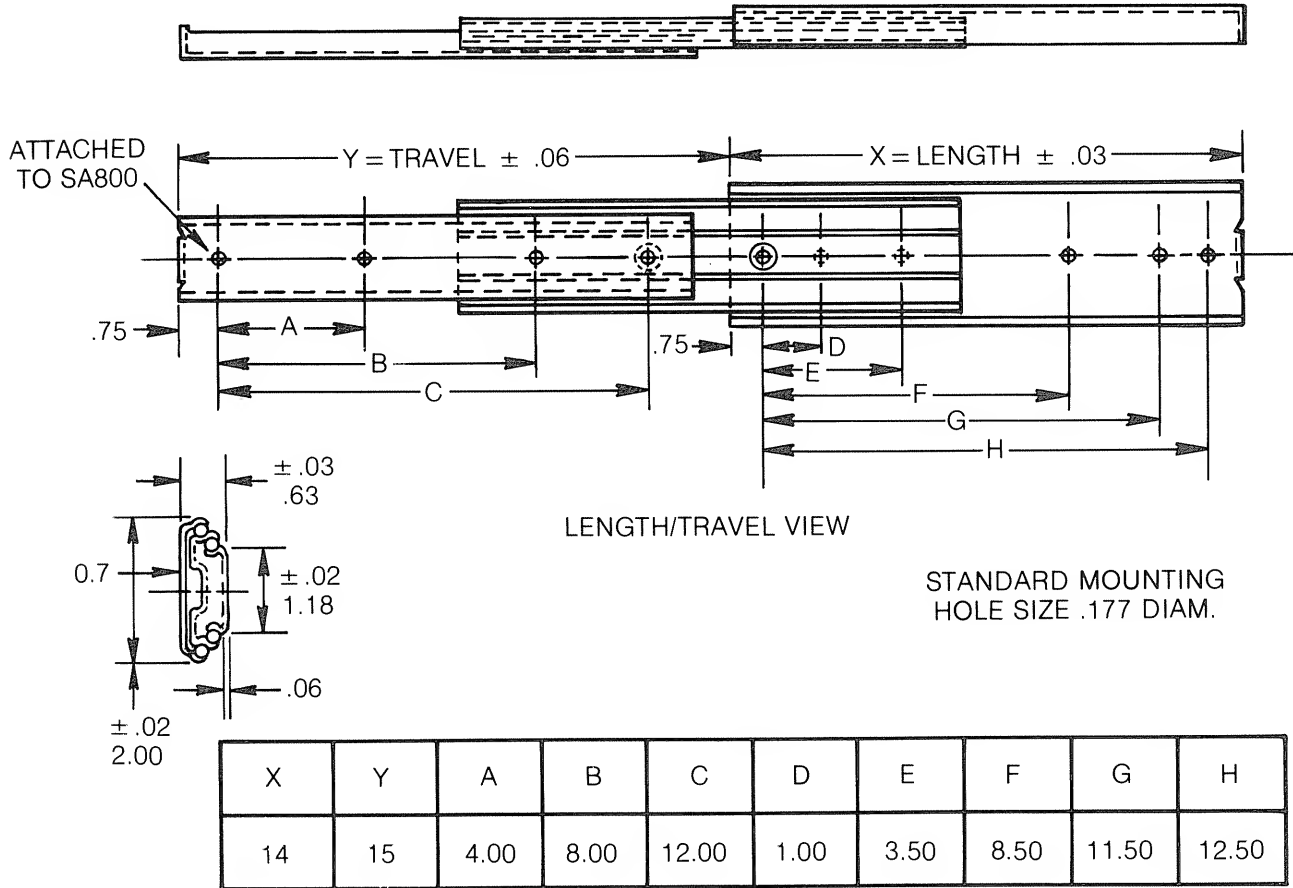 ATTACHED
TO SA800
Y = TRAVEL ± .06
X = LENGTH ± .03
.75
A
B
C
.75
D
E
F
G
H
± .03
.63
LENGTH/TRAVEL VIEW
0.7
± .02
1.18
STANDARD MOUNTING
HOLE SIZE .177 DIAM.
.06
± .02
2.00
X Y A B C D E F G H
14 15 4.00 8.00 12.00 1.00 3.50 8.50 11.50 12.50